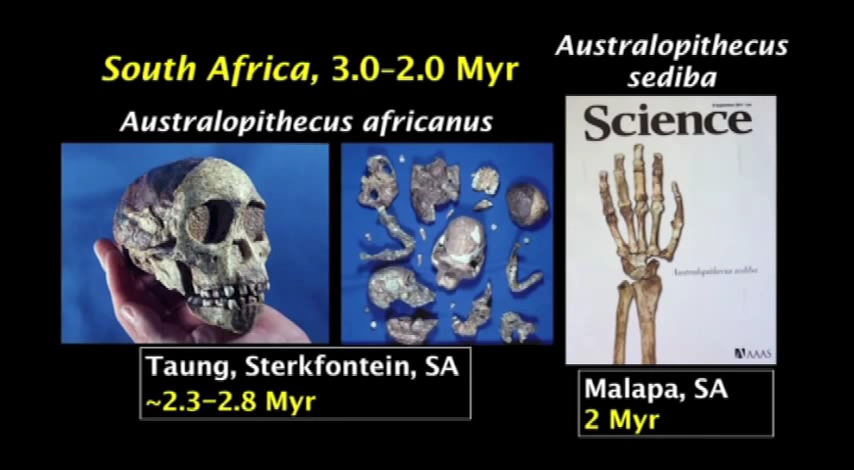 South Africa, 3.0–2.0 Myr
Australopithecus africanus
Taung, Sterkfontein, SA
~2.3–2.8 Myr
Australopithecus
sediba
Science
Australopithecus sediba
AAAS
Malapa, SA
2 Myr